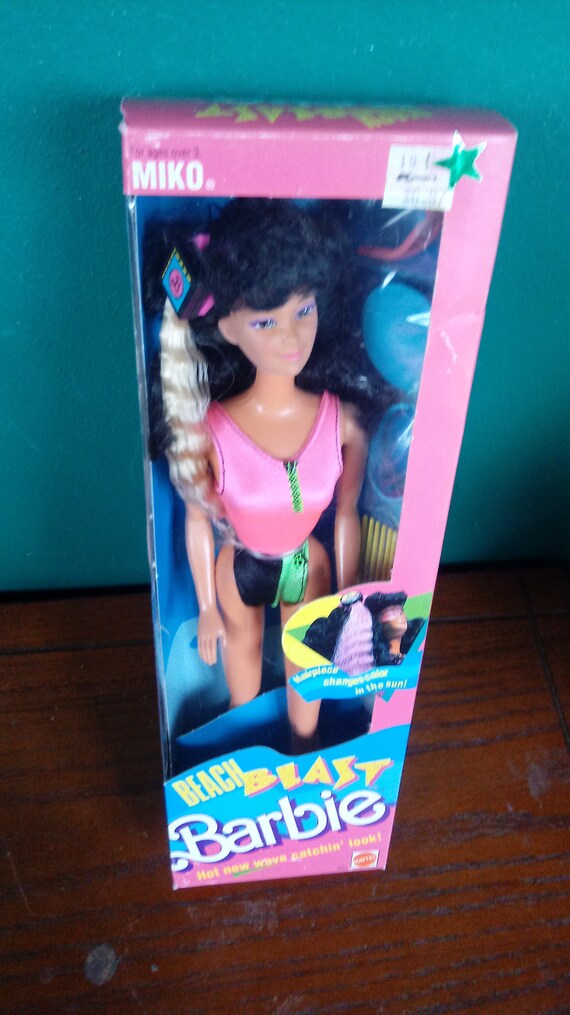 For ages over 3
MIKO®
Hairpiece
changes color
in the sun!
BEACH BLAST
Barbie
Hot new wave catchin' look!
MATTEL